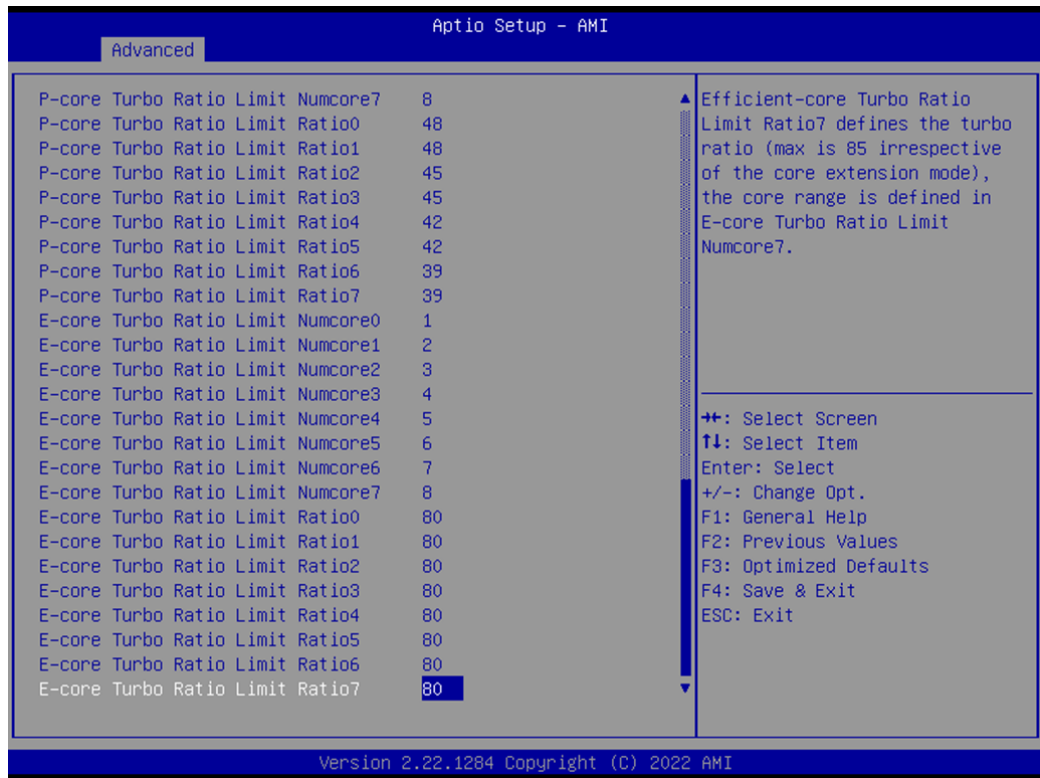 Aptio Setup - AMI
Advanced
P-core Turbo Ratio Limit Numcore7 8
P-core Turbo Ratio Limit Ratio0 48
P-core Turbo Ratio Limit Ratio1 48
P-core Turbo Ratio Limit Ratio2 45
P-core Turbo Ratio Limit Ratio3 45
P-core Turbo Ratio Limit Ratio4 42
P-core Turbo Ratio Limit Ratio5 42
P-core Turbo Ratio Limit Ratio6 39
P-core Turbo Ratio Limit Ratio7 39
E-core Turbo Ratio Limit Numcore0 1
E-core Turbo Ratio Limit Numcore1 2
E-core Turbo Ratio Limit Numcore2 3
E-core Turbo Ratio Limit Numcore3 4
E-core Turbo Ratio Limit Numcore4 5
E-core Turbo Ratio Limit Numcore5 6
E-core Turbo Ratio Limit Numcore6 7
E-core Turbo Ratio Limit Numcore7 8
E-core Turbo Ratio Limit Ratio0 80
E-core Turbo Ratio Limit Ratio1 80
E-core Turbo Ratio Limit Ratio2 80
E-core Turbo Ratio Limit Ratio3 80
E-core Turbo Ratio Limit Ratio4 80
E-core Turbo Ratio Limit Ratio5 80
E-core Turbo Ratio Limit Ratio6 80
E-core Turbo Ratio Limit Ratio7 80
Efficient-core Turbo Ratio
Limit Ratio7 defines the turbo
ratio (max is 85 irrespective
of the core extension mode),
the core range is defined in
E-core Turbo Ratio Limit
Numcore7.
→←: Select Screen
↑↓: Select Item
Enter: Select
+/-: Change Opt.
F1: General Help
F2: Previous Values
F3: Optimized Defaults
F4: Save & Exit
ESC: Exit
Version 2.22.1284 Copyright (C) 2022 AMI